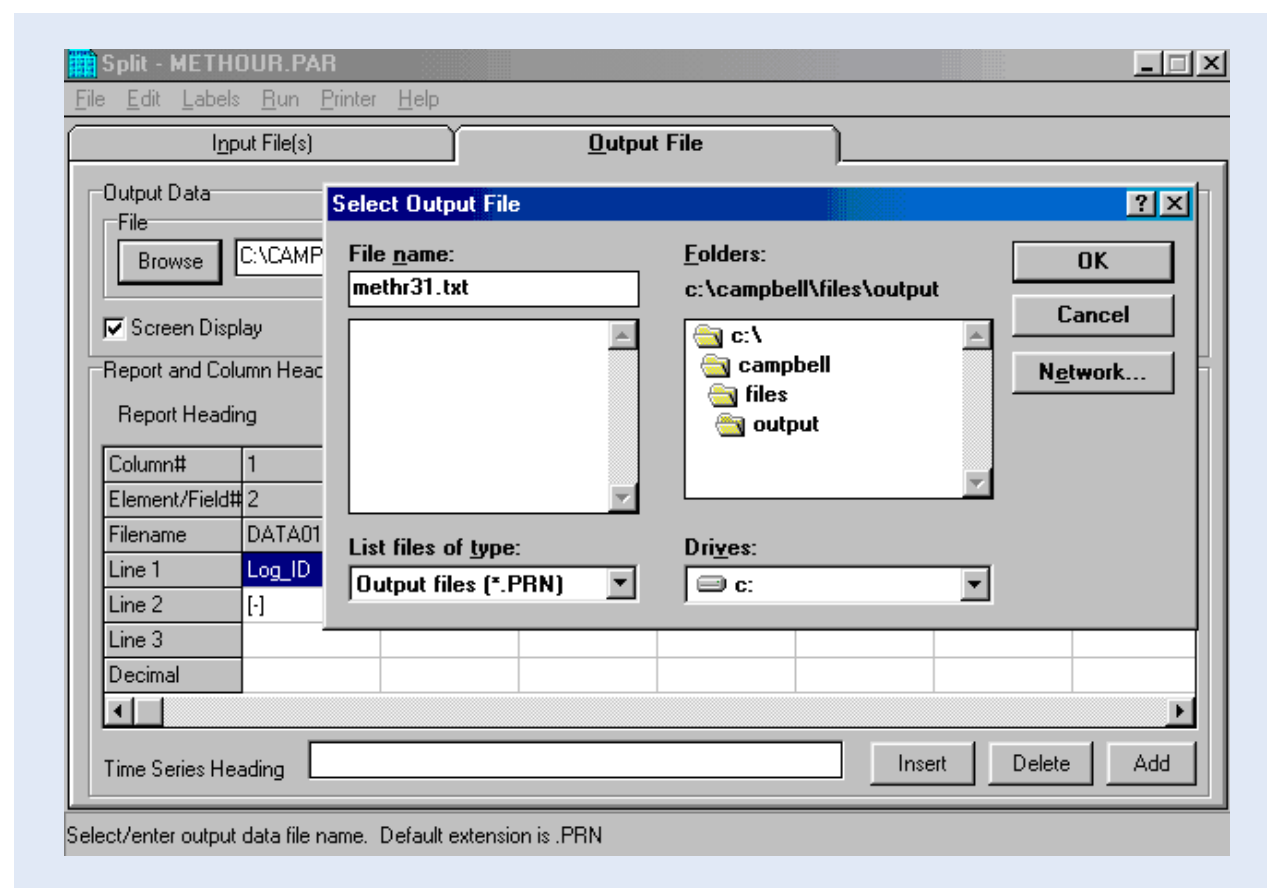 Split - METHOUR.PAR
File Edit Labels Run Printer Help
Input File(s)
Output File
Output Data
File
Browse
C:\CAMP
Screen Display
Report and Column Head
Report Heading
Column# 1
Element/Field# 2
Filename DATA01
Line 1 Log_ID
Line 2 [-]
Line 3
Decimal
Time Series Heading
Insert
Delete
Add
Select/enter output data file name. Default extension is .PRN
Select Output File
File name:
methr31.txt
List files of type:
Output files (*.PRN)
Folders:
c:\campbell\files\output
c:\
campbell
files
output
Drives:
c:
OK
Cancel
Network...